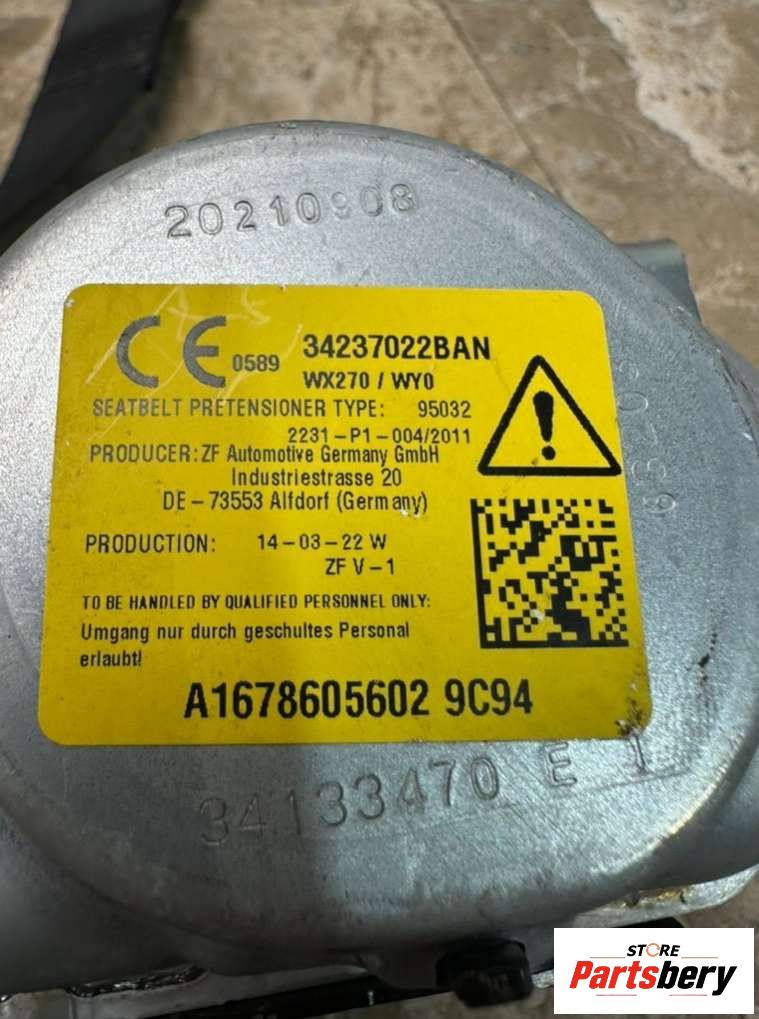 20210908
CE 0589 34237022BAN
WX270 / WY0
SEATBELT PRETENSIONER TYPE: 95032
2231-P1-004/2011
PRODUCER: ZF Automotive Germany GmbH
Industriestrasse 20
DE-73553 Alfdorf (Germany)
PRODUCTION: 14-03-22 W
ZF V-1
TO BE HANDLED BY QUALIFIED PERSONNEL ONLY:
Umgang nur durch geschultes Personal
erlaubt!
A1678605602 9C94
34133470 E 1
STORE
Partsbery